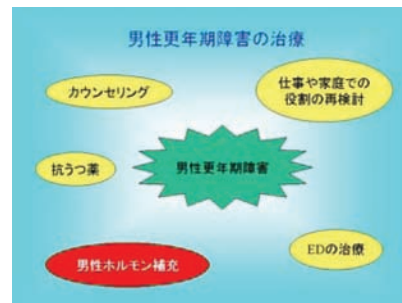 男性更年期障害の治療
カウンセリング
仕事や家庭での
役割の再検討
抗うつ薬
男性更年期障害
EDの治療
男性ホルモン補充